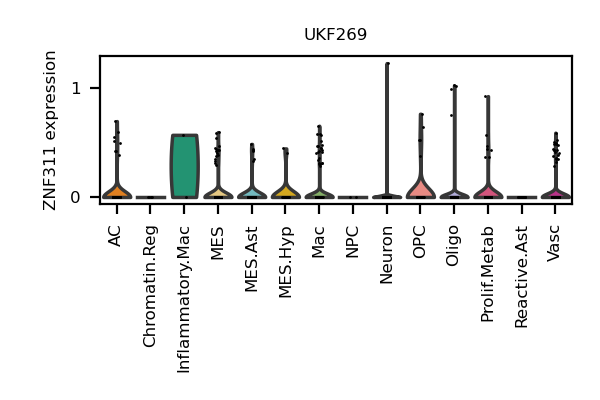 UKF269
ZNF311 expression
1
0
AC
Chromatin.Reg
Inflammatory.Mac
MES
MES.Ast
MES.Hyp
Mac
NPC
Neuron
OPC
Oligo
Prolif.Metab
Reactive.Ast
Vasc